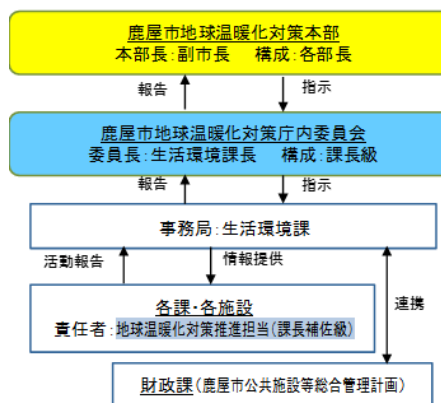 鹿屋市地球温暖化対策本部
本部長:副市長 構成:各部長
報告 指示
鹿屋市地球温暖化対策庁内委員会
委員長:生活環境課長 構成:課長級
報告 指示
事務局:生活環境課
活動報告 情報提供
連携
各課・各施設
責任者:地球温暖化対策推進担当(課長補佐級)
財政課(鹿屋市公共施設等総合管理計画)